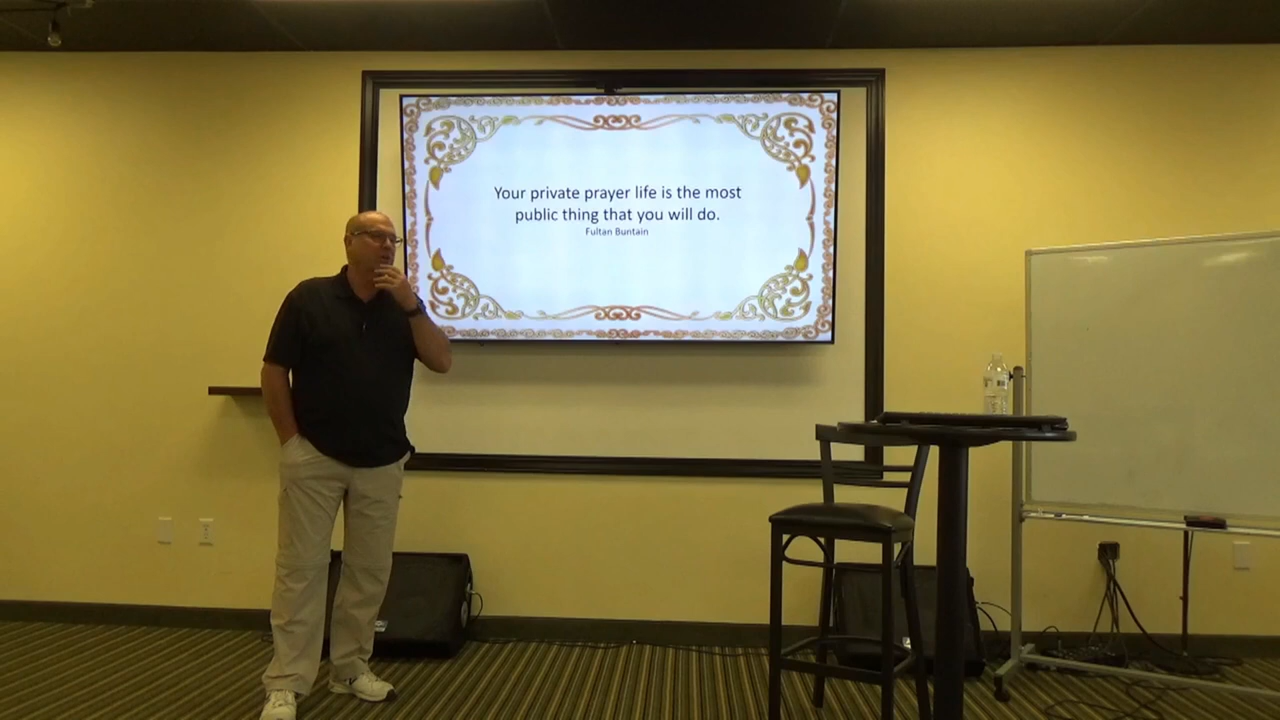 Your private prayer life is the most
public thing that you will do.
Fultan Buntain